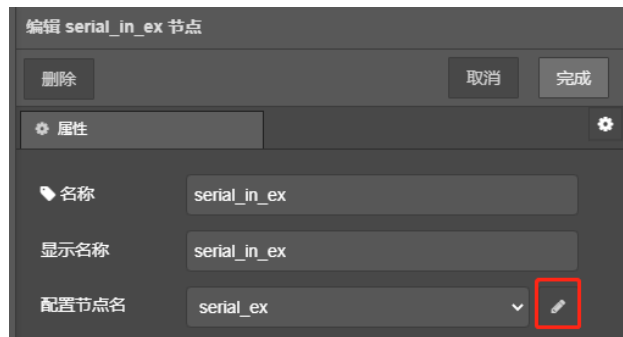 编辑 serial_in_ex 节点
删除 取消 完成
属性
名称 serial_in_ex
显示名称 serial_in_ex
配置节点名 serial_ex